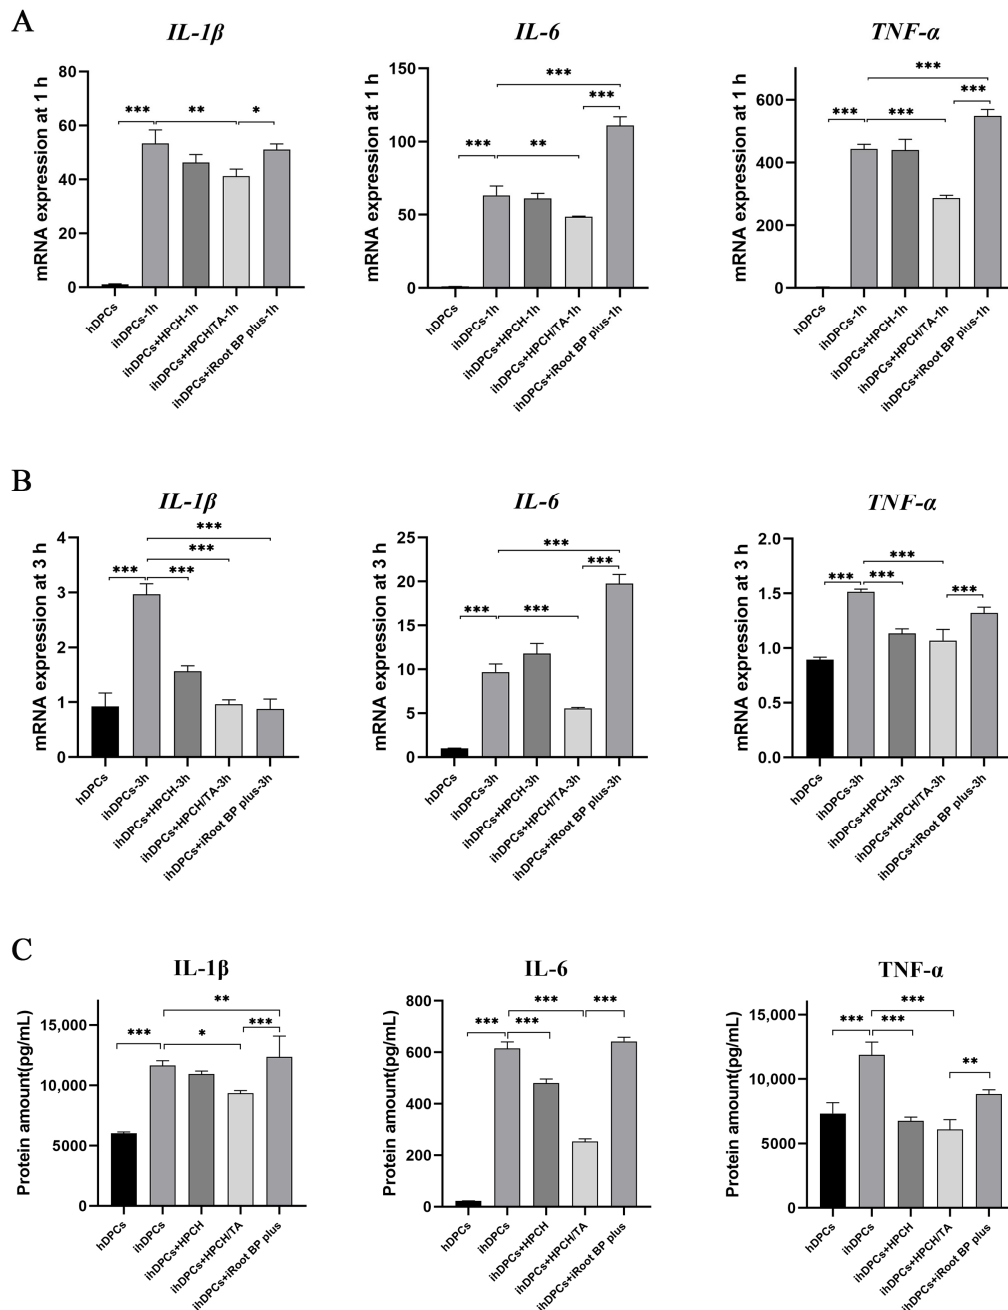 A
IL-1β
IL-6
TNF-α
mRNA expression at 1 h
80
60
40
20
0
***
**
*
hDPCs
ihDPCs-1h
ihDPCs+HPCH-1h
ihDPCs+HPCH/TA-1h
ihDPCs+iRoot BP plus-1h
mRNA expression at 1 h
150
100
50
0
***
***
***
**
hDPCs
ihDPCs-1h
ihDPCs+HPCH-1h
ihDPCs+HPCH/TA-1h
ihDPCs+iRoot BP plus-1h
mRNA expression at 1 h
600
400
200
0
***
***
***
***
hDPCs
ihDPCs-1h
ihDPCs+HPCH-1h
ihDPCs+HPCH/TA-1h
ihDPCs+iRoot BP plus-1h
B
IL-1β
IL-6
TNF-α
mRNA expression at 3 h
4
3
2
1
0
***
***
***
***
hDPCs
ihDPCs-3h
ihDPCs+HPCH-3h
ihDPCs+HPCH/TA-3h
ihDPCs+iRoot BP plus-3h
mRNA expression at 3 h
25
20
15
10
5
0
***
***
***
***
hDPCs
ihDPCs-3h
ihDPCs+HPCH-3h
ihDPCs+HPCH/TA-3h
ihDPCs+iRoot BP plus-3h
mRNA expression at 3 h
2.0
1.5
1.0
0.5
0.0
***
***
***
***
hDPCs
ihDPCs-3h
ihDPCs+HPCH-3h
ihDPCs+HPCH/TA-3h
ihDPCs+iRoot BP plus-3h
C
IL-1β
IL-6
TNF-α
Protein amount(pg/mL)
15,000
10,000
5000
0
**
***
***
*
hDPCs
ihDPCs
ihDPCs+HPCH
ihDPCs+HPCH/TA
ihDPCs+iRoot BP plus
Protein amount(pg/mL)
800
600
400
200
0
***
***
***
***
hDPCs
ihDPCs
ihDPCs+HPCH
ihDPCs+HPCH/TA
ihDPCs+iRoot BP plus
Protein amount(pg/mL)
15,000
10,000
5000
0
***
***
***
**
hDPCs
ihDPCs
ihDPCs+HPCH
ihDPCs+HPCH/TA
ihDPCs+iRoot BP plus